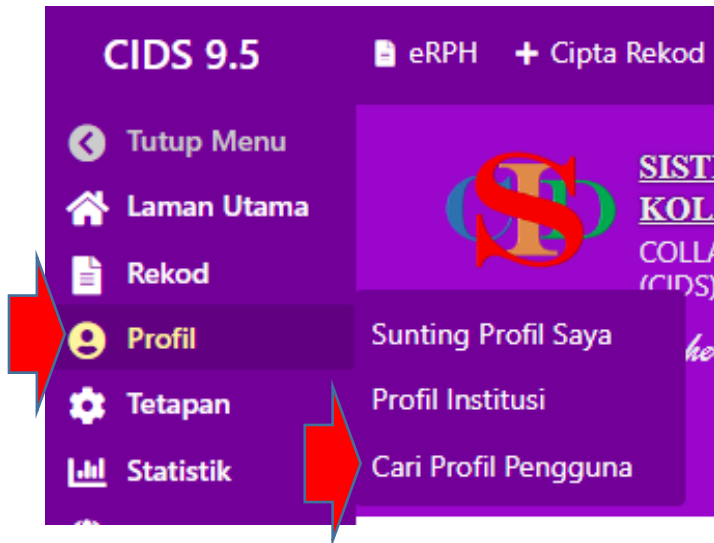 CIDS 9.5
eRPH
Cipta Rekod
Tutup Menu
Laman Utama
Rekod
Profil
Tetapan
Statistik
KOL
COLLA
(CIDS)
Sunting Profil Saya
Profil Institusi
Cari Profil Pengguna